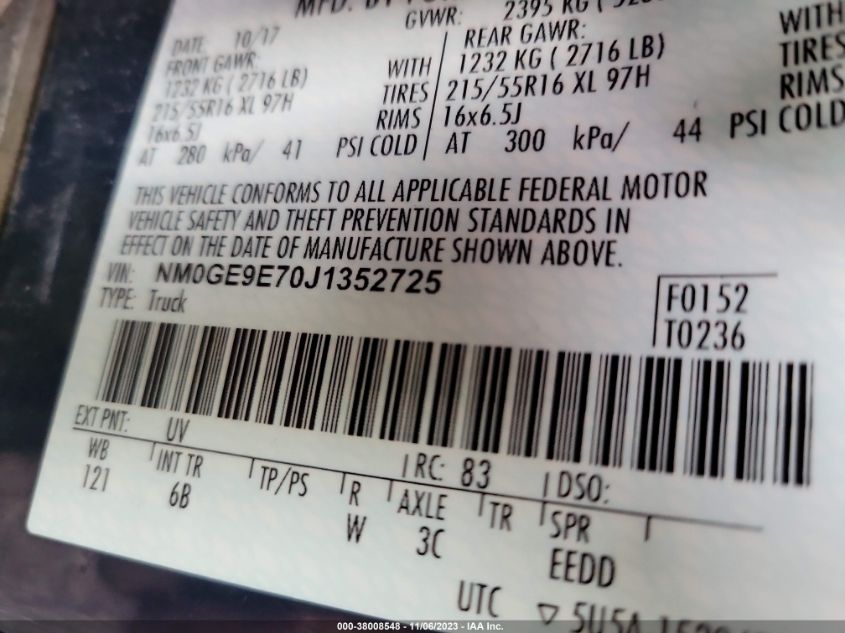 MFD. BY
GVWR: 2395 KG (
DATE: 10/17
FRONT GAWR:
1232 KG ( 2716 LB) WITH
215/55R16 XL 97H TIRES
16x6.5J RIMS
AT 280 kPa/ 41 PSI COLD
REAR GAWR:
1232 KG ( 2716 LB) WITH
215/55R16 XL 97H TIRES
16x6.5J RIMS
AT 300 kPa/ 44 PSI COLD
THIS VEHICLE CONFORMS TO ALL APPLICABLE FEDERAL MOTOR
VEHICLE SAFETY AND THEFT PREVENTION STANDARDS IN
EFFECT ON THE DATE OF MANUFACTURE SHOWN ABOVE.
VIN: NM0GE9E70J1352725
TYPE: Truck
F0152
T0236
EXT PNT: UV RC: 83 DSO:
WB INT TR TP/PS R AXLE TR SPR
121 6B W 3C EEDD
UTC ▽ 5U5A
000-38008548 - 11/06/2023 - IAA Inc.